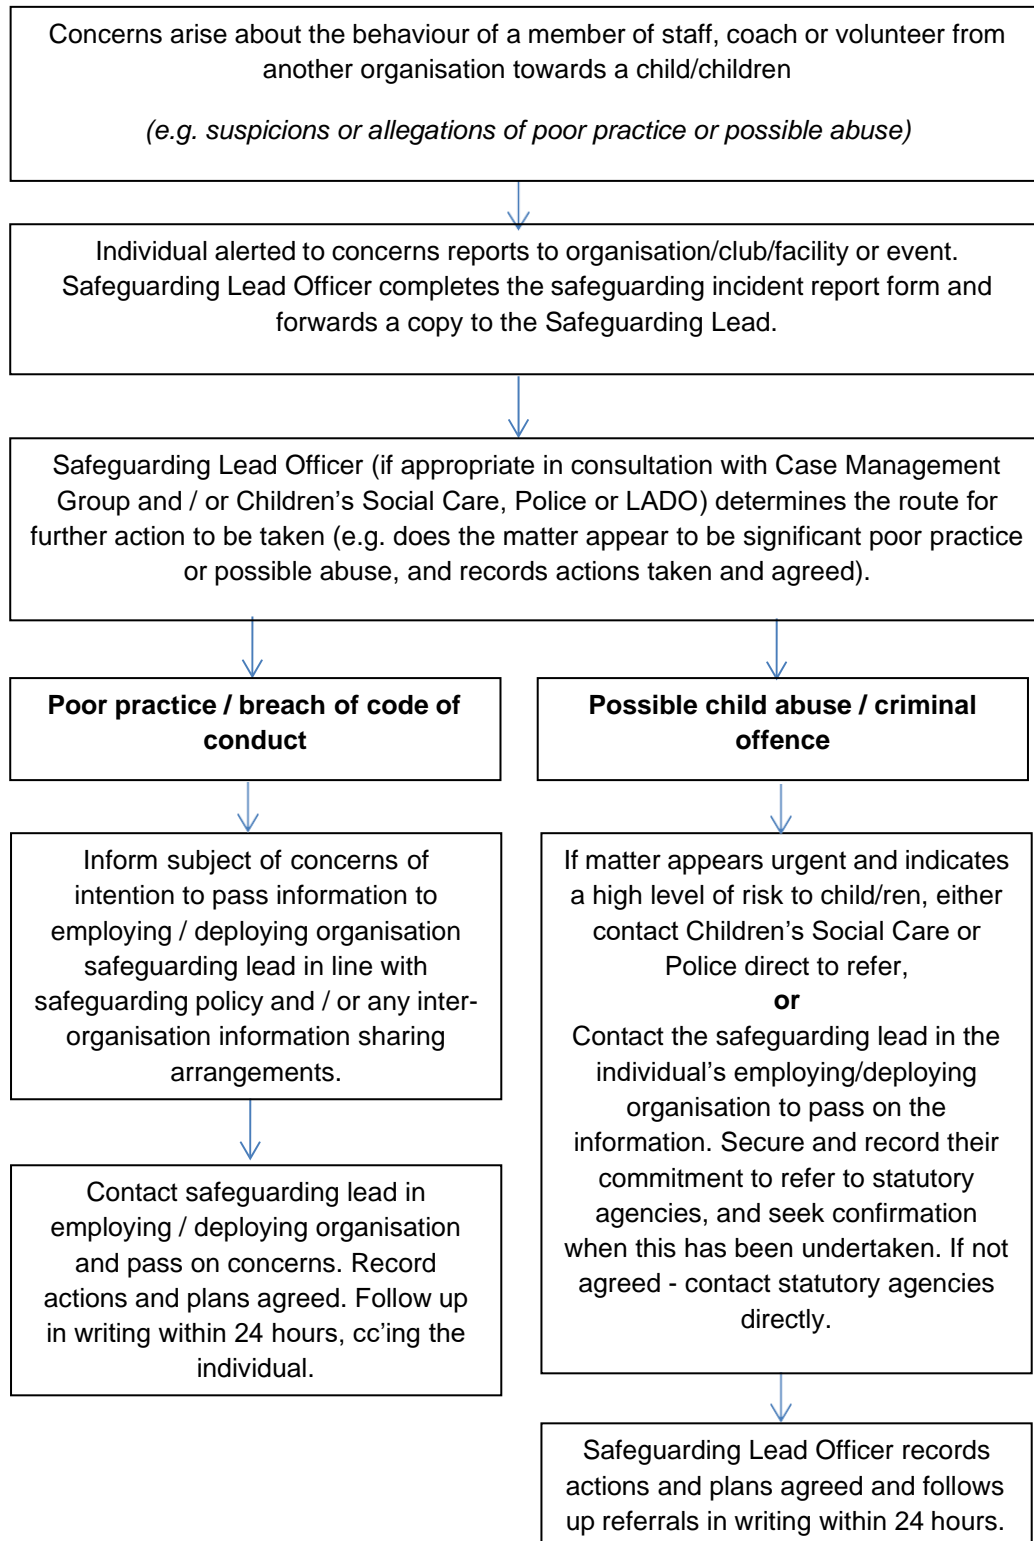 Concerns arise about the behaviour of a member of staff, coach or volunteer from
another organisation towards a child/children
(e.g. suspicions or allegations of poor practice or possible abuse)
Individual alerted to concerns reports to organisation/club/facility or event.
Safeguarding Lead Officer completes the safeguarding incident report form and
forwards a copy to the Safeguarding Lead.
Safeguarding Lead Officer (if appropriate in consultation with Case Management
Group and / or Children’s Social Care, Police or LADO) determines the route for
further action to be taken (e.g. does the matter appear to be significant poor practice
or possible abuse, and records actions taken and agreed).
Poor practice / breach of code of
conduct
Inform subject of concerns of
intention to pass information to
employing / deploying organisation
safeguarding lead in line with
safeguarding policy and / or any inter-
organisation information sharing
arrangements.
Contact safeguarding lead in
employing / deploying organisation
and pass on concerns. Record
actions and plans agreed. Follow up
in writing within 24 hours, cc’ing the
individual.
Possible child abuse / criminal
offence
If matter appears urgent and indicates
a high level of risk to child/ren, either
contact Children’s Social Care or
Police direct to refer,
or
Contact the safeguarding lead in the
individual’s employing/deploying
organisation to pass on the
information. Secure and record their
commitment to refer to statutory
agencies, and seek confirmation
when this has been undertaken. If not
agreed - contact statutory agencies
directly.
Safeguarding Lead Officer records
actions and plans agreed and follows
up referrals in writing within 24 hours.